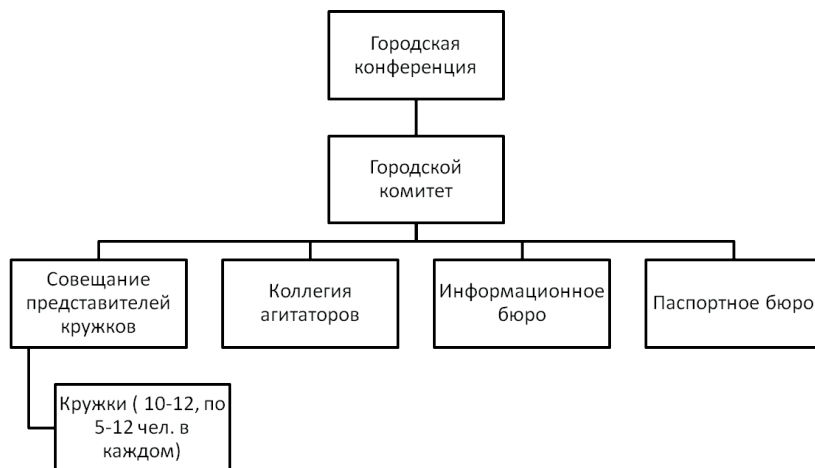 Городская
конференция
Городской
комитет
Совещание
представителей
кружков
Коллегия
агитаторов
Информационное
бюро
Паспортное бюро
Кружки ( 10-12, по
5-12 чел. в
каждом)